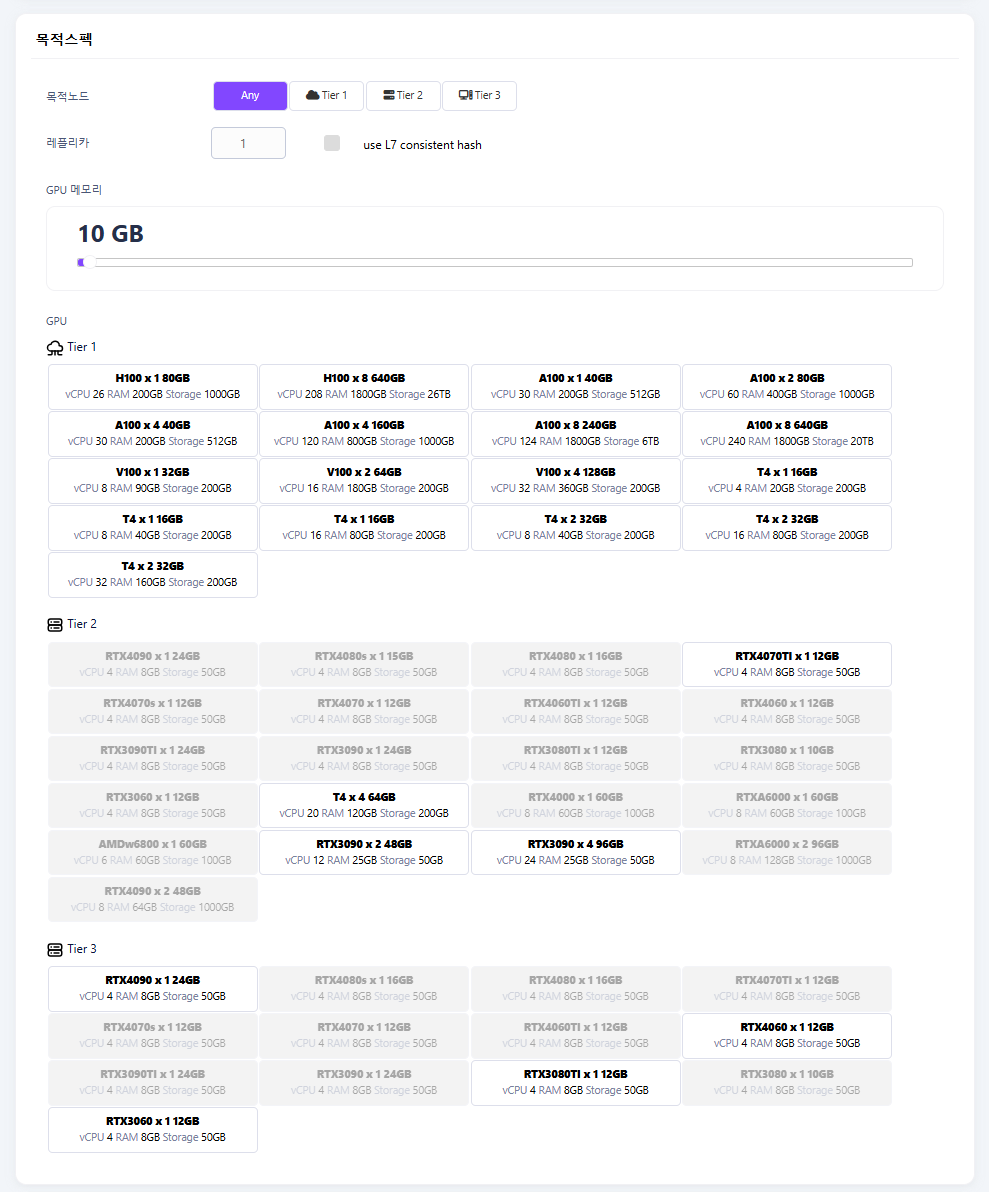 목적스펙
목적노드 Any Tier 1 Tier 2 Tier 3
레플리카 1 use L7 consistent hash
GPU 메모리
10 GB
GPU
Tier 1
H100 x 1 80GB
vCPU 26 RAM 200GB Storage 1000GB
H100 x 8 640GB
vCPU 208 RAM 1800GB Storage 26TB
A100 x 1 40GB
vCPU 30 RAM 200GB Storage 512GB
A100 x 2 80GB
vCPU 60 RAM 400GB Storage 1000GB
A100 x 4 40GB
vCPU 30 RAM 200GB Storage 512GB
A100 x 4 160GB
vCPU 120 RAM 800GB Storage 1000GB
A100 x 8 240GB
vCPU 124 RAM 1800GB Storage 6TB
A100 x 8 640GB
vCPU 240 RAM 1800GB Storage 20TB
V100 x 1 32GB
vCPU 8 RAM 90GB Storage 200GB
V100 x 2 64GB
vCPU 16 RAM 180GB Storage 200GB
V100 x 4 128GB
vCPU 32 RAM 360GB Storage 200GB
T4 x 1 16GB
vCPU 4 RAM 20GB Storage 200GB
T4 x 1 16GB
vCPU 8 RAM 40GB Storage 200GB
T4 x 1 16GB
vCPU 16 RAM 80GB Storage 200GB
T4 x 2 32GB
vCPU 8 RAM 40GB Storage 200GB
T4 x 2 32GB
vCPU 16 RAM 80GB Storage 200GB
T4 x 2 32GB
vCPU 32 RAM 160GB Storage 200GB
Tier 2
RTX4090 x 1 24GB
vCPU 4 RAM 8GB Storage 50GB
RTX4080s x 1 15GB
vCPU 4 RAM 8GB Storage 50GB
RTX4080 x 1 16GB
vCPU 4 RAM 8GB Storage 50GB
RTX4070TI x 1 12GB
vCPU 4 RAM 8GB Storage 50GB
RTX4070s x 1 12GB
vCPU 4 RAM 8GB Storage 50GB
RTX4070 x 1 12GB
vCPU 4 RAM 8GB Storage 50GB
RTX4060TI x 1 12GB
vCPU 4 RAM 8GB Storage 50GB
RTX4060 x 1 12GB
vCPU 4 RAM 8GB Storage 50GB
RTX3090TI x 1 24GB
vCPU 4 RAM 8GB Storage 50GB
RTX3090 x 1 24GB
vCPU 4 RAM 8GB Storage 50GB
RTX3080TI x 1 12GB
vCPU 4 RAM 8GB Storage 50GB
RTX3080 x 1 10GB
vCPU 4 RAM 8GB Storage 50GB
RTX3060 x 1 12GB
vCPU 4 RAM 8GB Storage 50GB
T4 x 4 64GB
vCPU 20 RAM 120GB Storage 200GB
RTX4000 x 1 60GB
vCPU 8 RAM 60GB Storage 100GB
RTXA6000 x 1 60GB
vCPU 8 RAM 60GB Storage 100GB
AMDw6800 x 1 60GB
vCPU 6 RAM 60GB Storage 100GB
RTX3090 x 2 48GB
vCPU 12 RAM 25GB Storage 50GB
RTX3090 x 4 96GB
vCPU 24 RAM 25GB Storage 50GB
RTXA6000 x 2 96GB
vCPU 8 RAM 128GB Storage 1000GB
RTX4090 x 2 48GB
vCPU 8 RAM 64GB Storage 1000GB
Tier 3
RTX4090 x 1 24GB
vCPU 4 RAM 8GB Storage 50GB
RTX4080s x 1 16GB
vCPU 4 RAM 8GB Storage 50GB
RTX4080 x 1 16GB
vCPU 4 RAM 8GB Storage 50GB
RTX4070TI x 1 12GB
vCPU 4 RAM 8GB Storage 50GB
RTX4070s x 1 12GB
vCPU 4 RAM 8GB Storage 50GB
RTX4070 x 1 12GB
vCPU 4 RAM 8GB Storage 50GB
RTX4060TI x 1 12GB
vCPU 4 RAM 8GB Storage 50GB
RTX4060 x 1 12GB
vCPU 4 RAM 8GB Storage 50GB
RTX3090TI x 1 24GB
vCPU 4 RAM 8GB Storage 50GB
RTX3090 x 1 24GB
vCPU 4 RAM 8GB Storage 50GB
RTX3080TI x 1 12GB
vCPU 4 RAM 8GB Storage 50GB
RTX3080 x 1 10GB
vCPU 4 RAM 8GB Storage 50GB
RTX3060 x 1 12GB
vCPU 4 RAM 8GB Storage 50GB